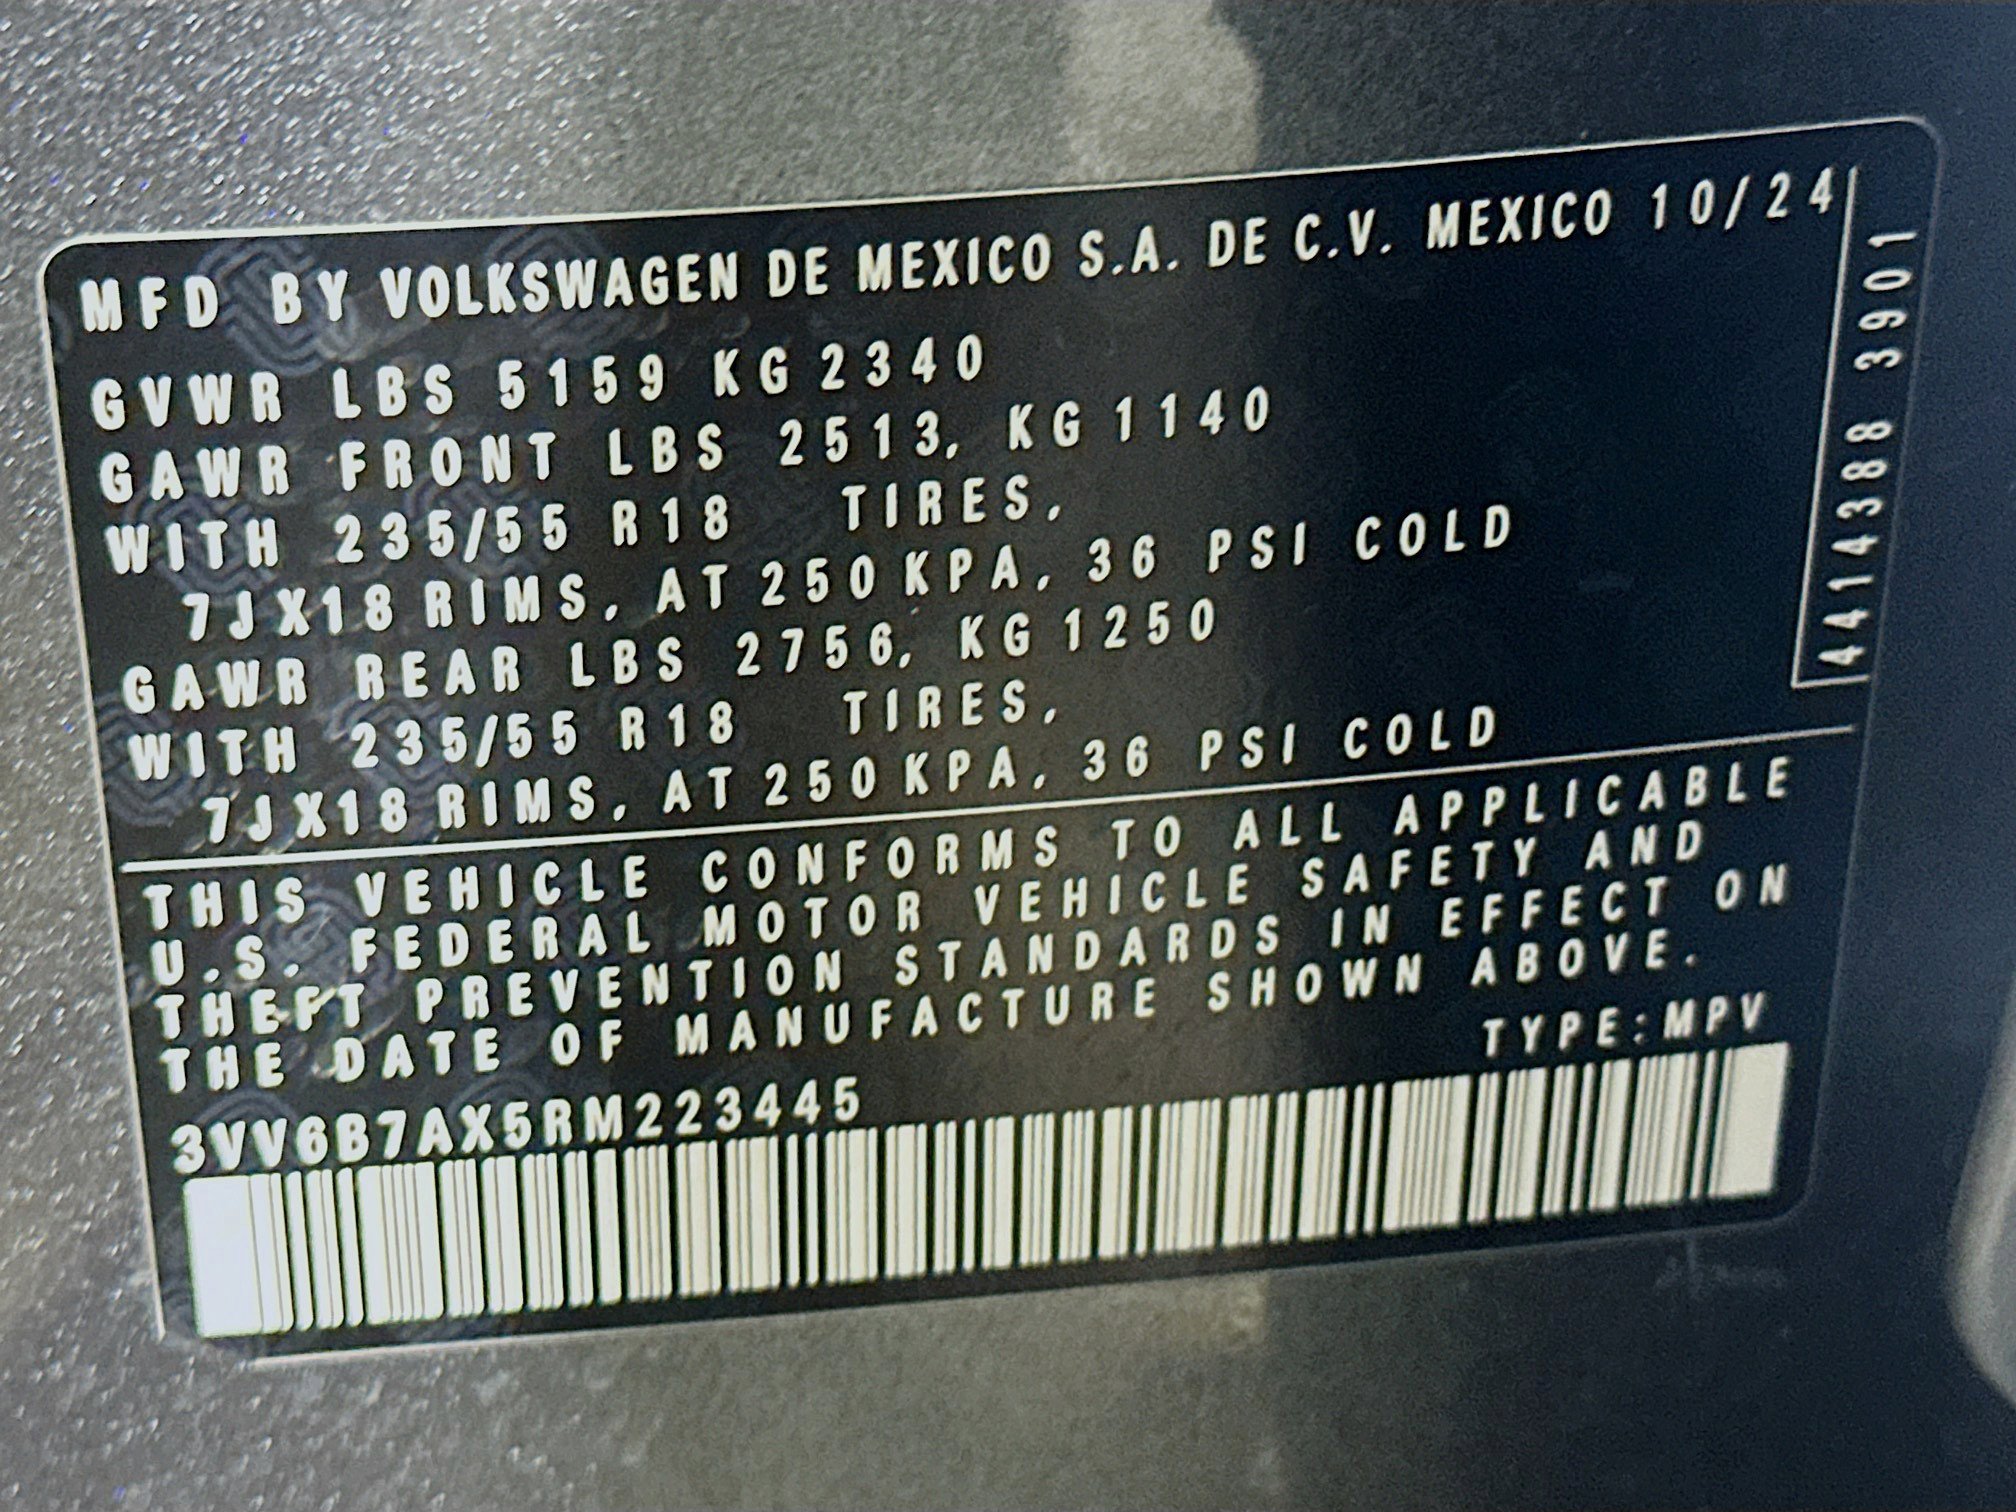 MFD BY VOLKSWAGEN DE MEXICO S.A. DE C.V. MEXICO 10/24
GVWR LBS 5159 KG 2340
GAWR FRONT LBS 2513, KG 1140
WITH 235/55 R18 TIRES,
7JX18 RIMS, AT 250 KPA, 36 PSI COLD
GAWR REAR LBS 2756, KG 1250
WITH 235/55 R18 TIRES,
7JX18 RIMS, AT 250 KPA, 36 PSI COLD
4414388 3901
THIS VEHICLE CONFORMS TO ALL APPLICABLE
U.S. FEDERAL MOTOR VEHICLE SAFETY AND
THEFT PREVENTION STANDARDS IN EFFECT ON
THE DATE OF MANUFACTURE SHOWN ABOVE.
TYPE:MPV
3VV6B7AX5RM223445